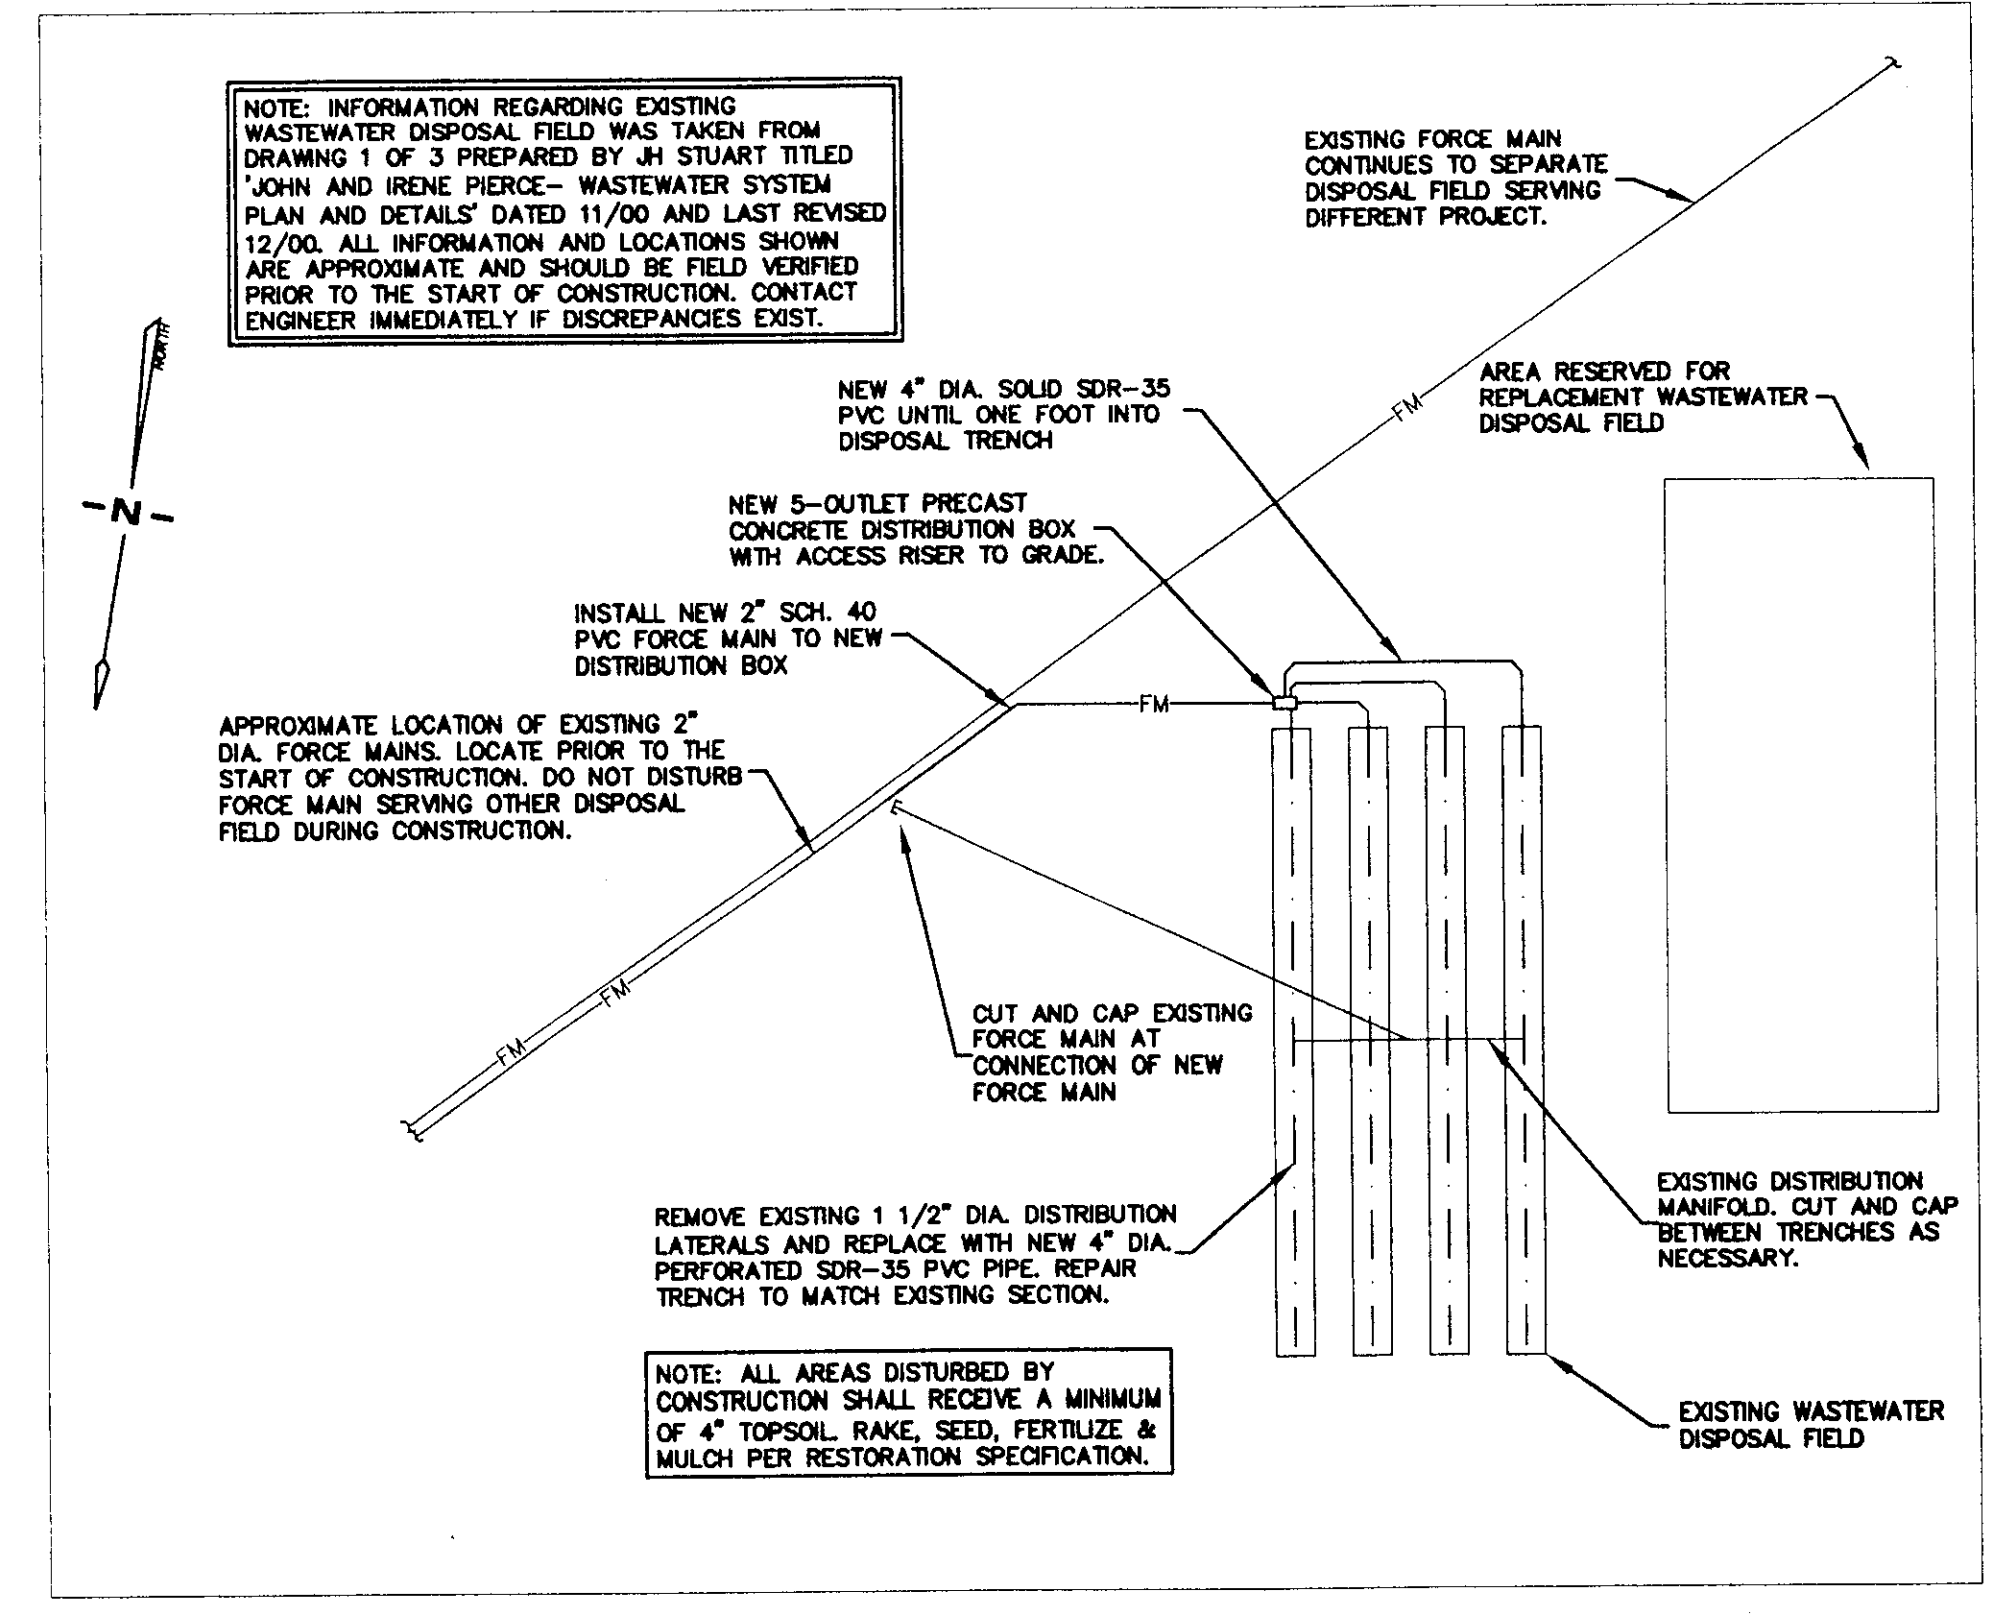 NOTE: INFORMATION REGARDING EXISTING
WASTEWATER DISPOSAL FIELD WAS TAKEN FROM
DRAWING 1 OF 3 PREPARED BY JH STUART TITLED
'JOHN AND IRENE PIERCE- WASTEWATER SYSTEM
PLAN AND DETAILS' DATED 11/00 AND LAST REVISED
12/00. ALL INFORMATION AND LOCATIONS SHOWN
ARE APPROXIMATE AND SHOULD BE FIELD VERIFIED
PRIOR TO THE START OF CONSTRUCTION. CONTACT
ENGINEER IMMEDIATELY IF DISCREPANCIES EXIST.
EXISTING FORCE MAIN
CONTINUES TO SEPARATE
DISPOSAL FIELD SERVING
DIFFERENT PROJECT.
NORTH
N
NEW 4" DIA. SOLID SDR-35
PVC UNTIL ONE FOOT INTO
DISPOSAL TRENCH
FM
AREA RESERVED FOR
REPLACEMENT WASTEWATER
DISPOSAL FIELD
NEW 5-OUTLET PRECAST
CONCRETE DISTRIBUTION BOX
WITH ACCESS RISER TO GRADE.
INSTALL NEW 2" SCH. 40
PVC FORCE MAIN TO NEW
DISTRIBUTION BOX
FM
APPROXIMATE LOCATION OF EXISTING 2"
DIA. FORCE MAINS. LOCATE PRIOR TO THE
START OF CONSTRUCTION. DO NOT DISTURB
FORCE MAIN SERVING OTHER DISPOSAL
FIELD DURING CONSTRUCTION.
FM
FM
CUT AND CAP EXISTING
FORCE MAIN AT
CONNECTION OF NEW
FORCE MAIN
REMOVE EXISTING 1 1/2" DIA. DISTRIBUTION
LATERALS AND REPLACE WITH NEW 4" DIA.
PERFORATED SDR-35 PVC PIPE. REPAIR
TRENCH TO MATCH EXISTING SECTION.
EXISTING DISTRIBUTION
MANIFOLD. CUT AND CAP
BETWEEN TRENCHES AS
NECESSARY.
NOTE: ALL AREAS DISTURBED BY
CONSTRUCTION SHALL RECEIVE A MINIMUM
OF 4" TOPSOIL. RAKE, SEED, FERTILIZE &
MULCH PER RESTORATION SPECIFICATION.
EXISTING WASTEWATER
DISPOSAL FIELD